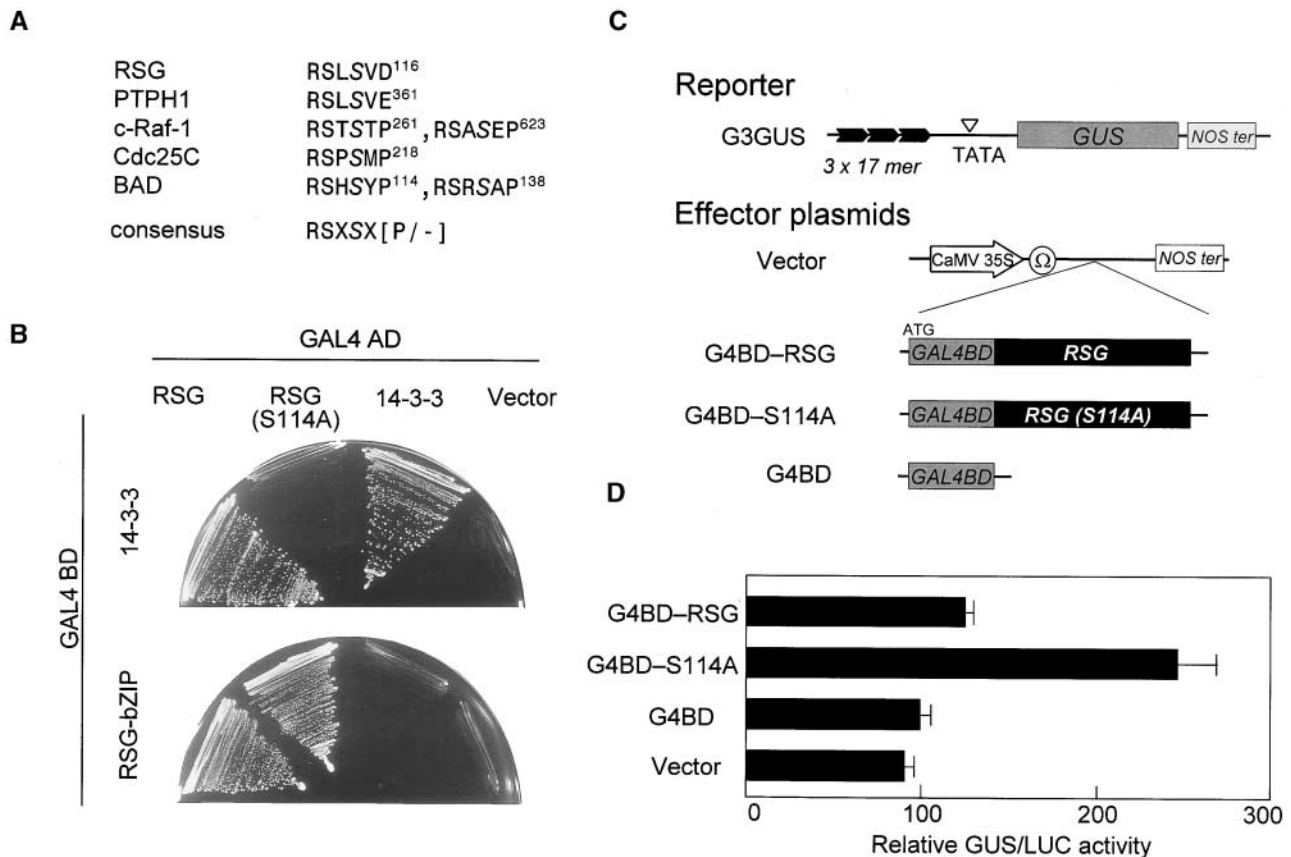 A
RSG RSLSVD116
PTPH1 RSLSVE361
c-Raf-1 RSTSTP261, RSASEP623
Cdc25C RSPSMP218
BAD RSHSYP114, RSRSAP138
consensus RSXSX[P/-]
B
GAL4 AD
RSG RSG (S114A) 14-3-3 Vector
GAL4 BD
14-3-3
RSG-bZIP
C
Reporter
G3GUS
3 x 17 mer
TATA
GUS
NOS ter
Effector plasmids
Vector
CaMV 35S
Ω
NOS ter
ATG
G4BD–RSG GAL4BD RSG
G4BD–S114A GAL4BD RSG (S114A)
G4BD GAL4BD
D
G4BD–RSG
G4BD–S114A
G4BD
Vector
0 100 200 300
Relative GUS/LUC activity